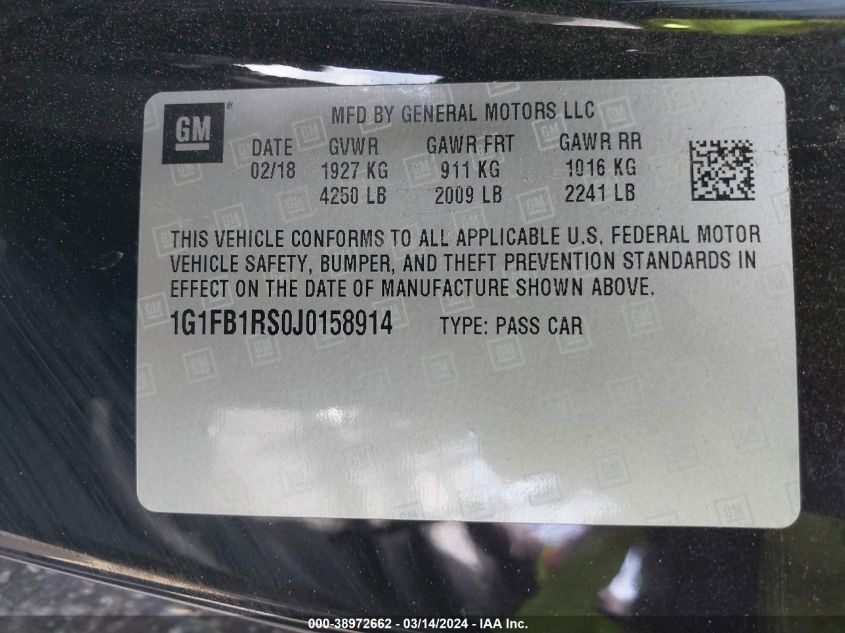 GM ®
MFD BY GENERAL MOTORS LLC
DATE GVWR GAWR FRT GAWR RR
02/18 1927 KG 911 KG 1016 KG
4250 LB 2009 LB 2241 LB
THIS VEHICLE CONFORMS TO ALL APPLICABLE U.S. FEDERAL MOTOR
VEHICLE SAFETY, BUMPER, AND THEFT PREVENTION STANDARDS IN
EFFECT ON THE DATE OF MANUFACTURE SHOWN ABOVE.
1G1FB1RS0J0158914 TYPE: PASS CAR
000-38972662 - 03/14/2024 - IAA Inc.